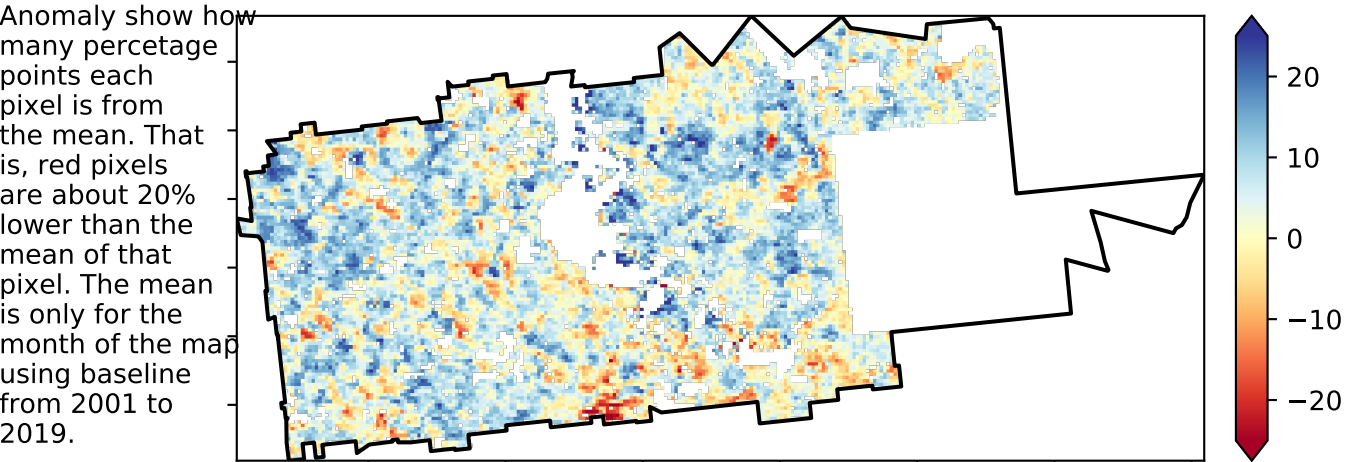 Anomaly show how
many percetage
points each
pixel is from
the mean. That
is, red pixels
are about 20%
lower than the
mean of that
pixel. The mean
is only for the
month of the map
using baseline
from 2001 to
2019.
20
10
0
−10
−20